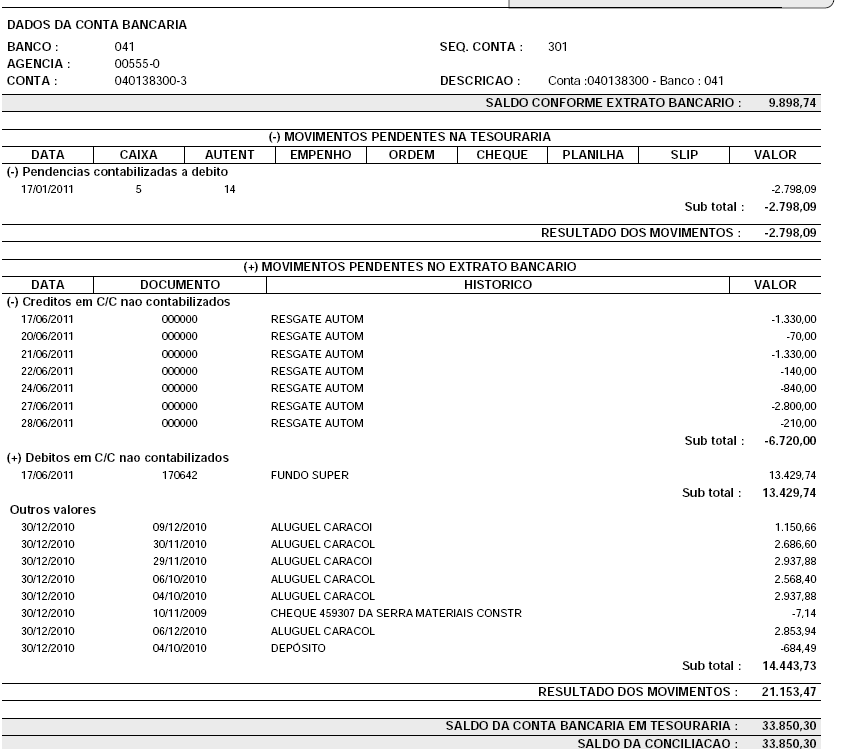 DADOS DA CONTA BANCARIA
BANCO : 041 SEQ. CONTA : 301
AGENCIA : 00555-0
CONTA : 040138300-3 DESCRICAO : Conta :040138300 - Banco : 041
SALDO CONFORME EXTRATO BANCARIO : 9.898,74
(-) MOVIMENTOS PENDENTES NA TESOURARIA
DATA CAIXA AUTENT EMPENHO ORDEM CHEQUE PLANILHA SLIP VALOR
(-) Pendencias contabilizadas a debito
17/01/2011 5 14 -2.798,09
Sub total : -2.798,09
RESULTADO DOS MOVIMENTOS : -2.798,09
(+) MOVIMENTOS PENDENTES NO EXTRATO BANCARIO
DATA DOCUMENTO HISTORICO VALOR
(-) Creditos em C/C nao contabilizados
17/06/2011 000000 RESGATE AUTOM -1.330,00
20/06/2011 000000 RESGATE AUTOM -70,00
21/06/2011 000000 RESGATE AUTOM -1.330,00
22/06/2011 000000 RESGATE AUTOM -140,00
24/06/2011 000000 RESGATE AUTOM -840,00
27/06/2011 000000 RESGATE AUTOM -2.800,00
28/06/2011 000000 RESGATE AUTOM -210,00
Sub total : -6.720,00
(+) Debitos em C/C nao contabilizados
17/06/2011 170642 FUNDO SUPER 13.429,74
Sub total : 13.429,74
Outros valores
30/12/2010 09/12/2010 ALUGUEL CARACOl 1.150,66
30/12/2010 30/11/2010 ALUGUEL CARACOL 2.686,60
30/12/2010 29/11/2010 ALUGUEL CARACOl 2.937,88
30/12/2010 06/10/2010 ALUGUEL CARACOL 2.568,40
30/12/2010 04/10/2010 ALUGUEL CARACOL 2.937,88
30/12/2010 10/11/2009 CHEQUE 459307 DA SERRA MATERIAIS CONSTR -7,14
30/12/2010 06/12/2010 ALUGUEL CARACOL 2.853,94
30/12/2010 04/10/2010 DEPÓSITO -684,49
Sub total : 14.443,73
RESULTADO DOS MOVIMENTOS : 21.153,47
SALDO DA CONTA BANCARIA EM TESOURARIA : 33.850,30
SALDO DA CONCILIACAO : 33.850,30